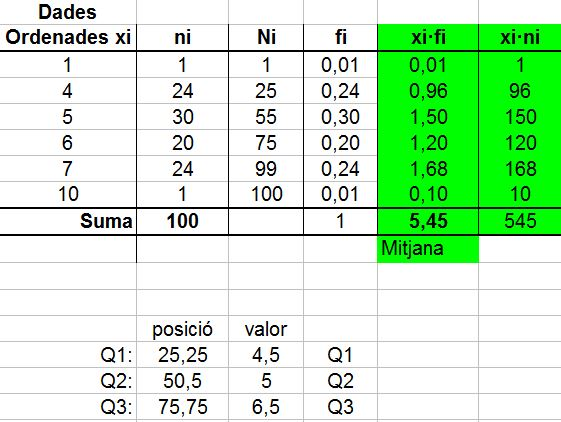 Dades
Ordenades xi ni Ni fi xi·fi xi·ni
1 1 1 0,01 0,01 1
4 24 25 0,24 0,96 96
5 30 55 0,30 1,50 150
6 20 75 0,20 1,20 120
7 24 99 0,24 1,68 168
10 1 100 0,01 0,10 10
Suma 100 1 5,45 545
Mitjana
posició valor
Q1: 25,25 4,5 Q1
Q2: 50,5 5 Q2
Q3: 75,75 6,5 Q3